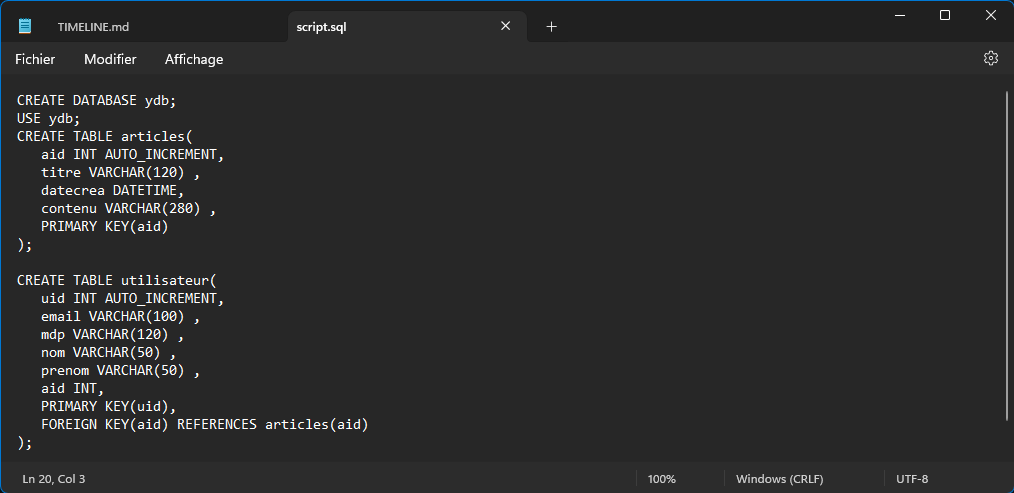 TIMELINE.md
script.sql
Fichier Modifier Affichage
CREATE DATABASE ydb;
USE ydb;
CREATE TABLE articles(
   aid INT AUTO_INCREMENT,
   titre VARCHAR(120) ,
   datecrea DATETIME,
   contenu VARCHAR(280) ,
   PRIMARY KEY(aid)
);

CREATE TABLE utilisateur(
   uid INT AUTO_INCREMENT,
   email VARCHAR(100) ,
   mdp VARCHAR(120) ,
   nom VARCHAR(50) ,
   prenom VARCHAR(50) ,
   aid INT,
   PRIMARY KEY(uid),
   FOREIGN KEY(aid) REFERENCES articles(aid)
);
Ln 20, Col 3 100% Windows (CRLF) UTF-8